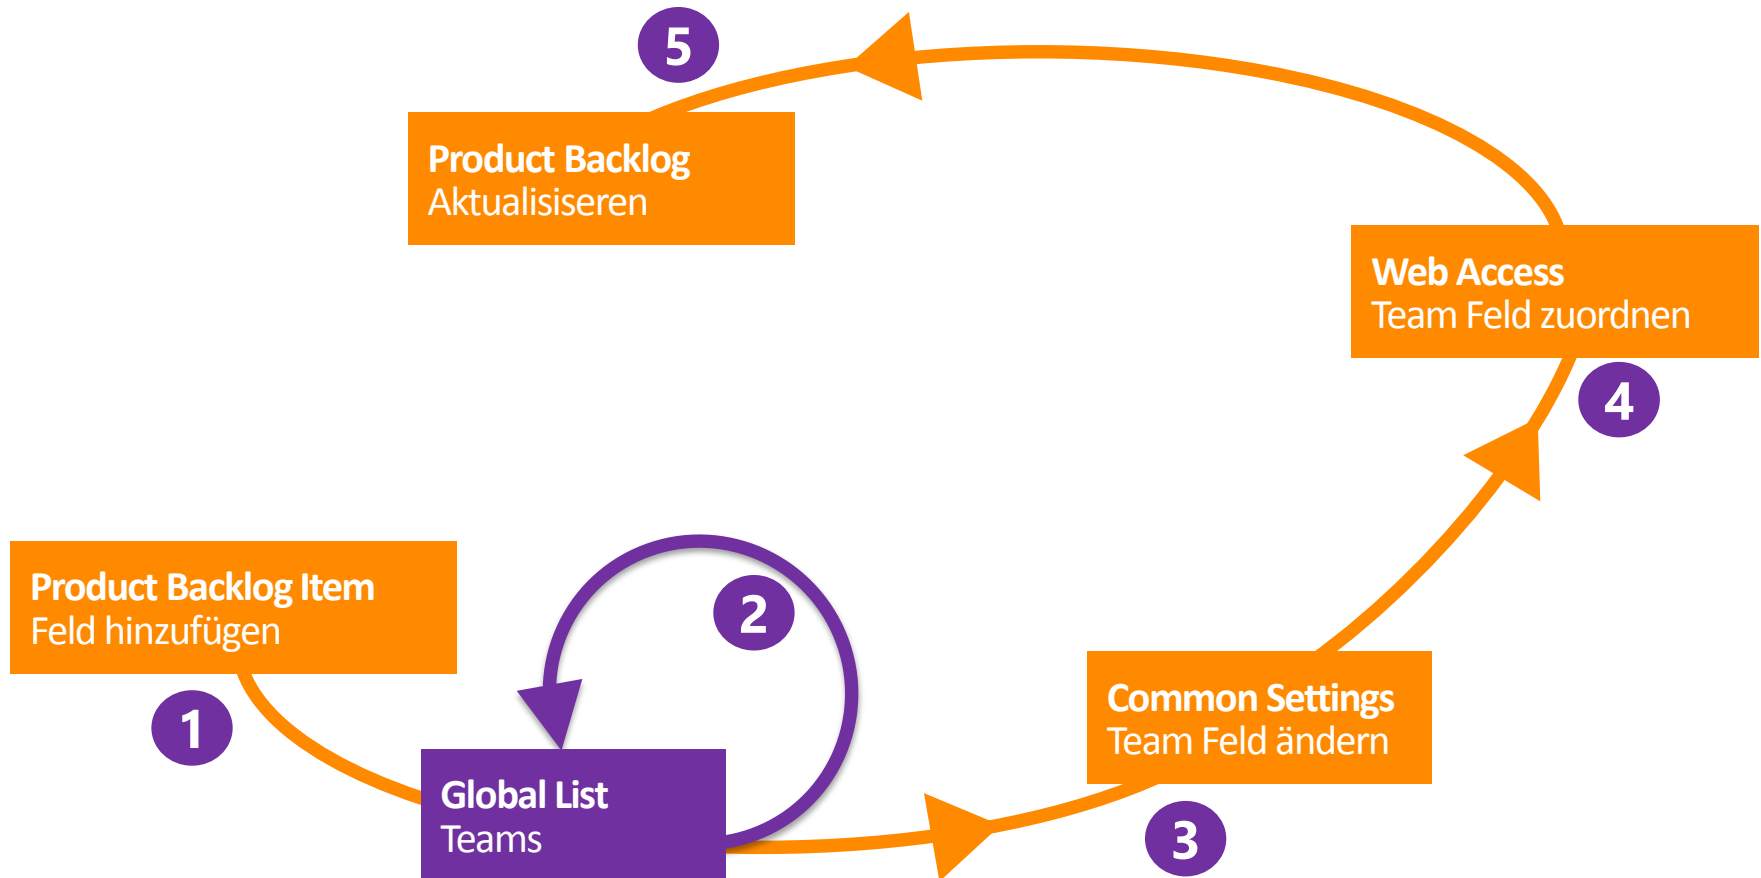 5
Product Backlog
Aktualisiseren
Web Access
Team Feld zuordnen
4
Product Backlog Item
Feld hinzufügen
2
1
Common Settings
Team Feld ändern
Global List
Teams
3